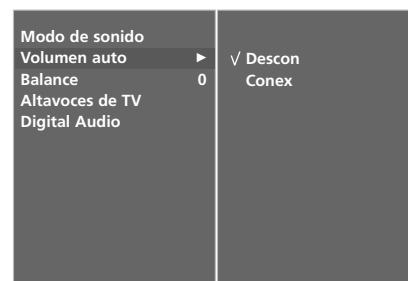 Modo de sonido
Volumen auto ► √ Descon
Balance 0 Conex
Altavoces de TV
Digital Audio